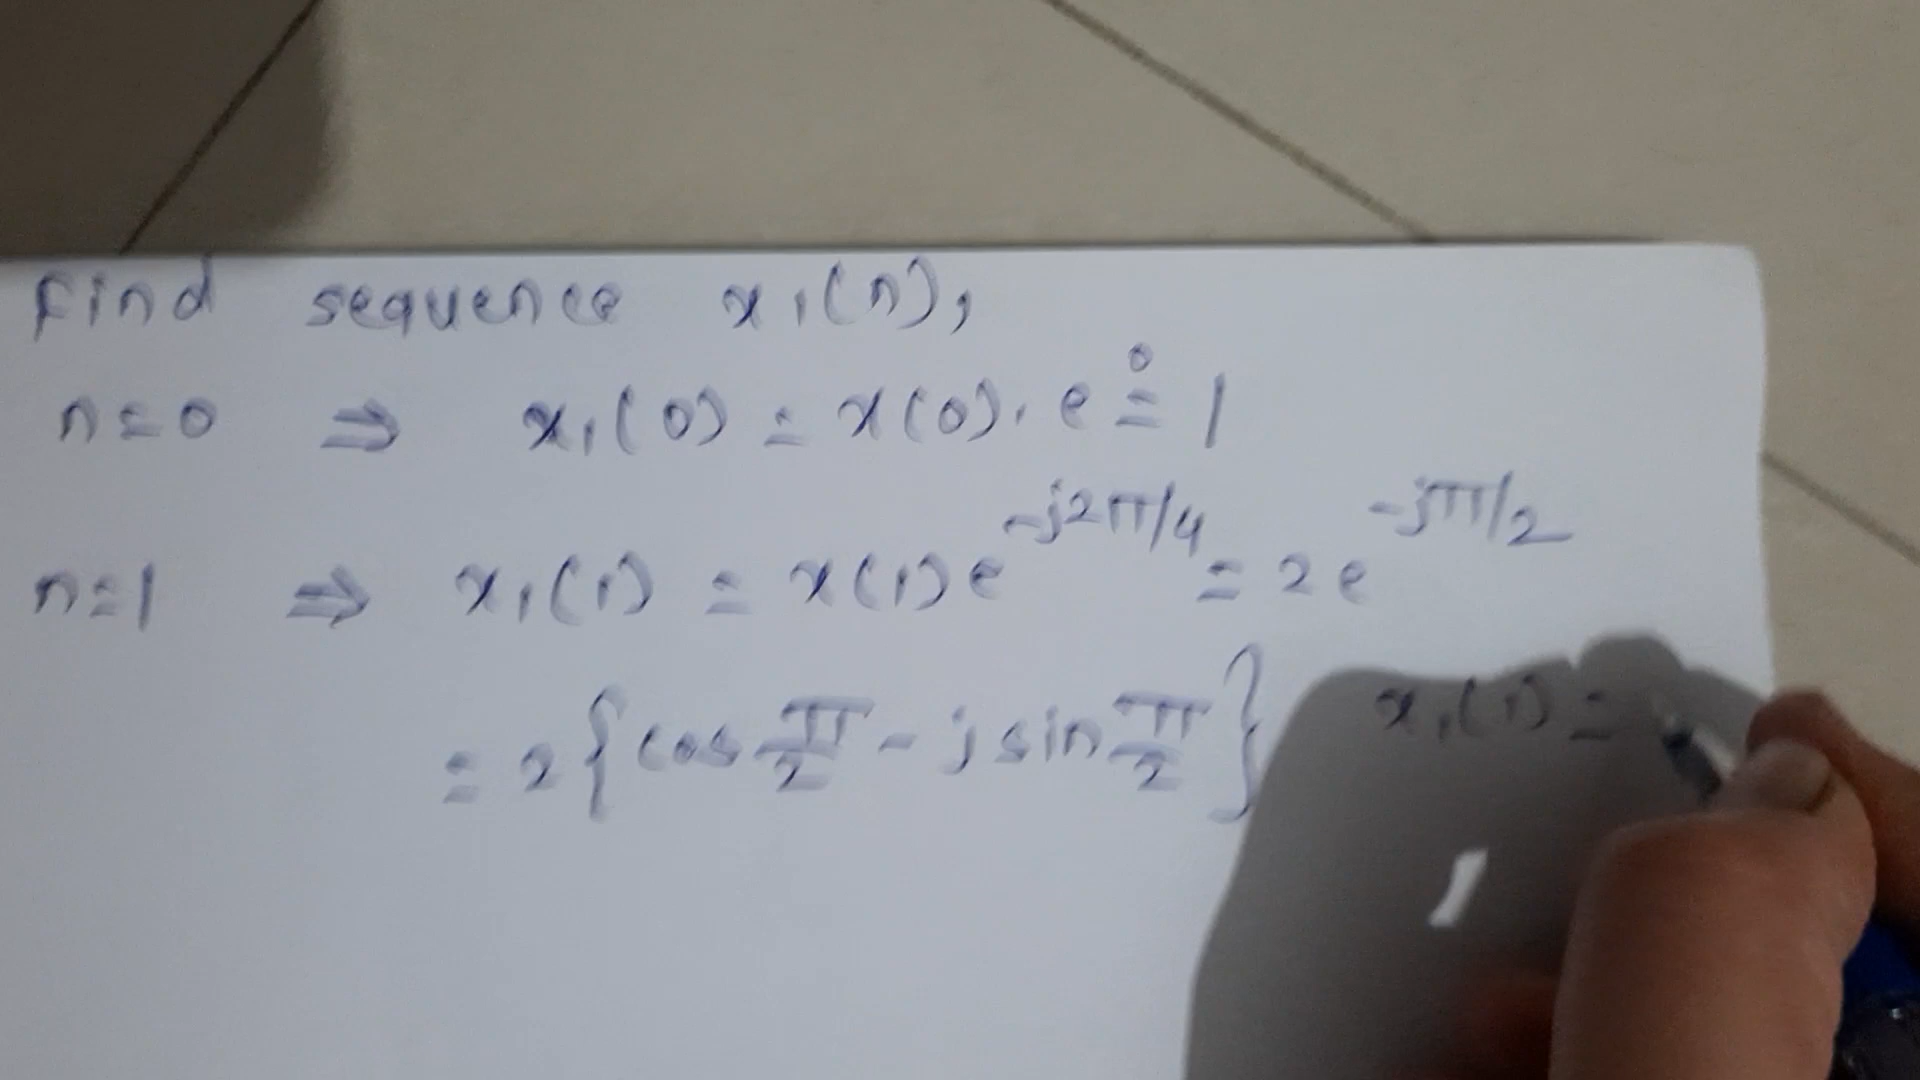 Find sequence x₁(n),
n=0 ⇒ x₁(0) = x(0). e⁰ = 1
n=1 ⇒ x₁(1) = x(1)e^-j2π/4 = 2e^-jπ/2
= 2{cos π/2 - j sin π/2} x₁(1) =